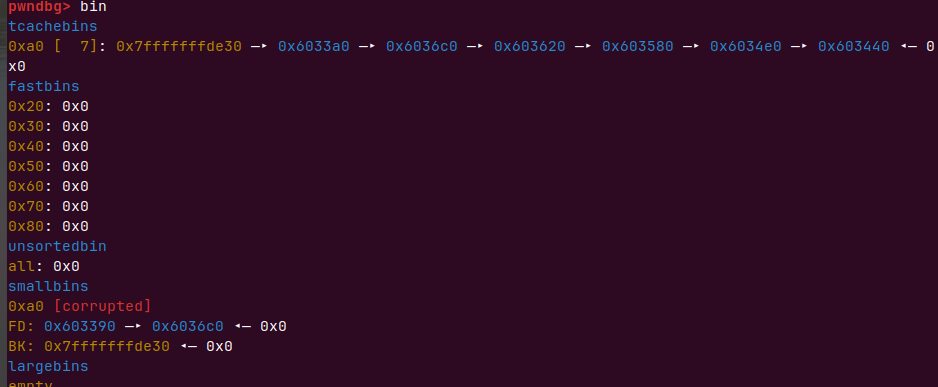 pwndbg> bin
tcachebins
0xa0 [  7]: 0x7fffffffde30 —▸ 0x6033a0 —▸ 0x6036c0 —▸ 0x603620 —▸ 0x603580 —▸ 0x6034e0 —▸ 0x603440 ◂— 0
x0
fastbins
0x20: 0x0
0x30: 0x0
0x40: 0x0
0x50: 0x0
0x60: 0x0
0x70: 0x0
0x80: 0x0
unsortedbin
all: 0x0
smallbins
0xa0 [corrupted]
FD: 0x603390 —▸ 0x6036c0 ◂— 0x0
BK: 0x7fffffffde30 ◂— 0x0
largebins
empty